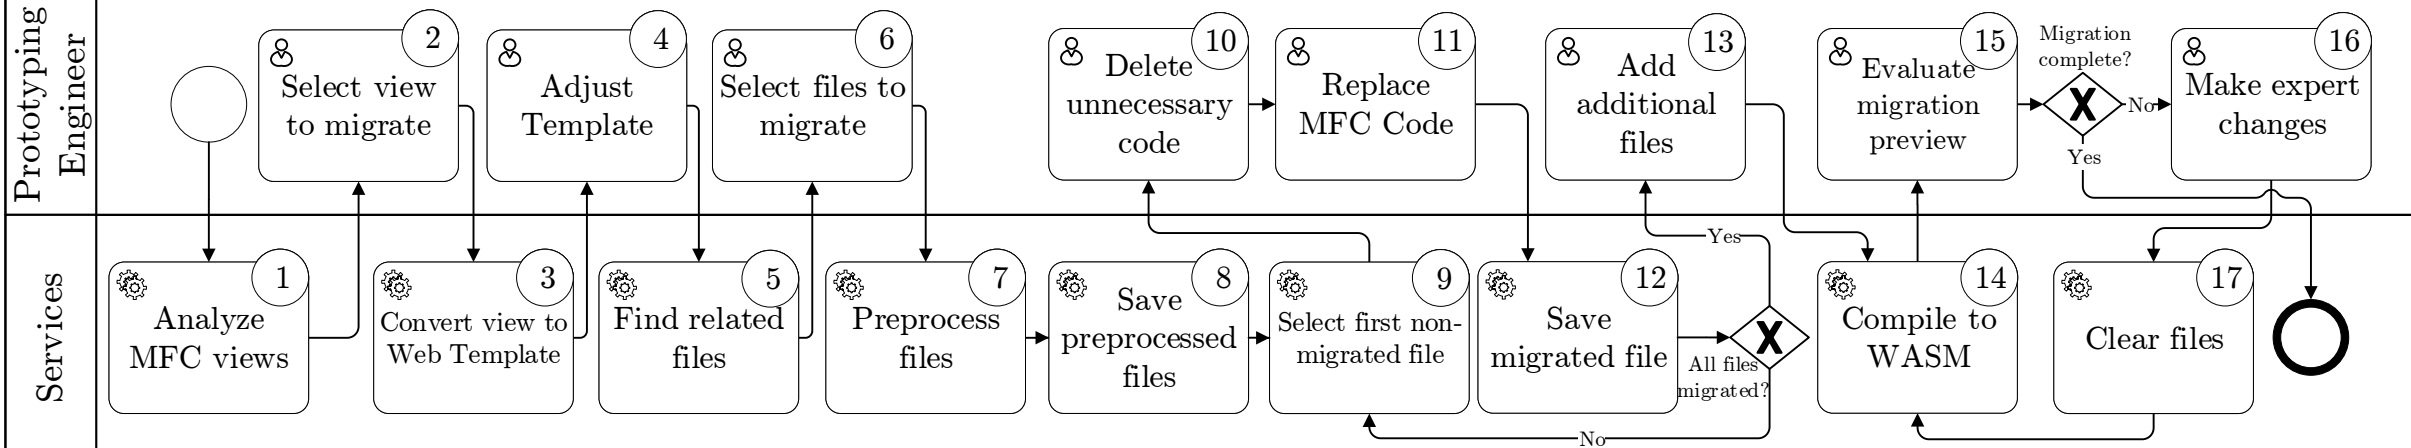 Prototyping
Engineer
2
Select view
to migrate
4
Adjust
Template
6
Select files to
migrate
10
Delete
unnecessary
code
11
Replace
MFC Code
13
Add
additional
files
15
Evaluate
migration
preview
Migration
complete?
No
Yes
16
Make expert
changes
Services
1
Analyze
MFC views
3
Convert view to
Web Template
5
Find related
files
7
Preprocess
files
8
Save
preprocessed
files
9
Select first non-
migrated file
12
Save
migrated file
Yes
All files
migrated?
No
14
Compile to
WASM
17
Clear files